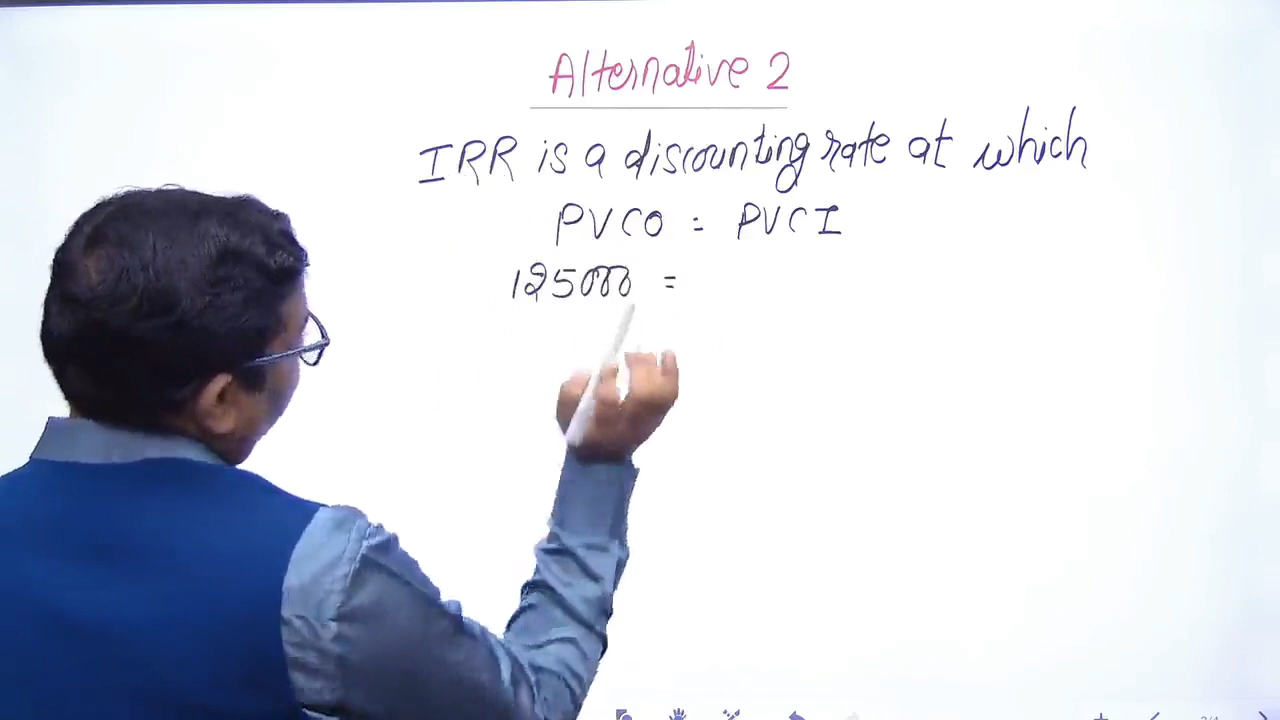 Alternative 2
IRR is a discounting rate at which
PVCO = PVCI
125000 =